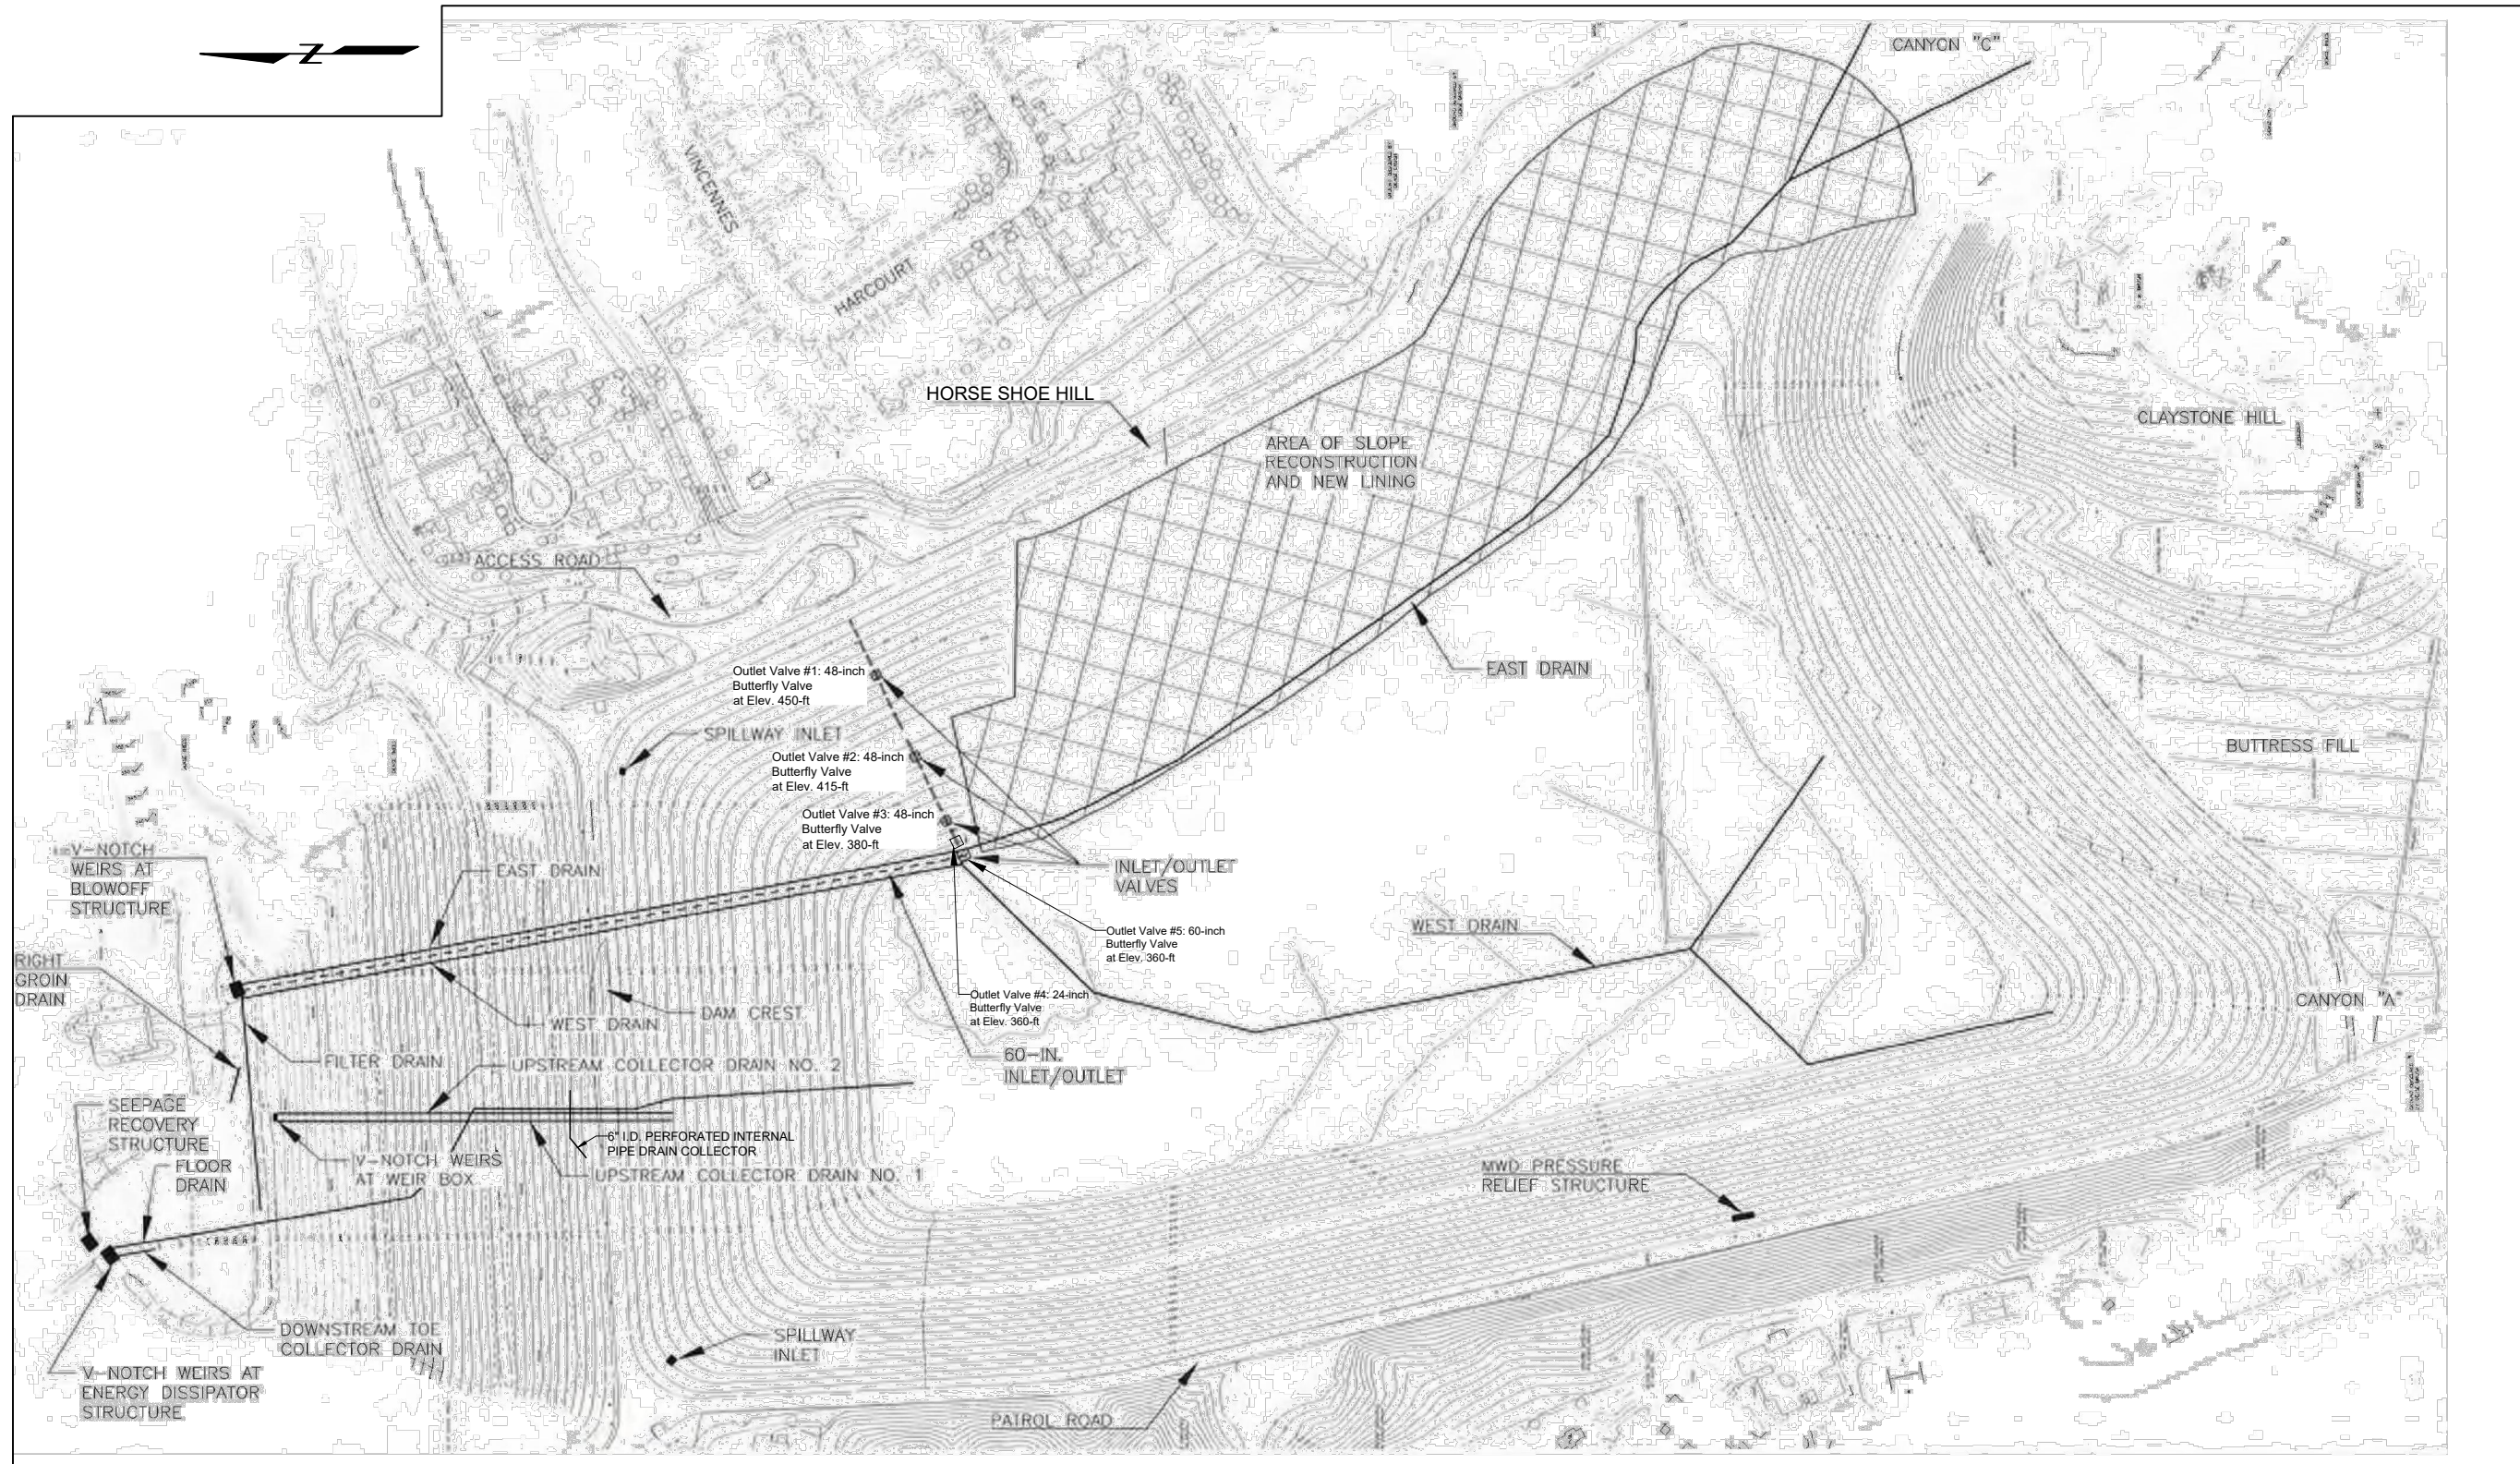 N
CANYON "C"
VINCENNES
HARCOURT
HORSE SHOE HILL
CLAYSTONE HILL
AREA OF SLOPE
RECONSTRUCTION
AND NEW LINING
ACCESS ROAD
EAST DRAIN
Outlet Valve #1: 48-inch
Butterfly Valve
at Elev. 450-ft
SPILLWAY INLET
BUTTRESS FILL
Outlet Valve #2: 48-inch
Butterfly Valve
at Elev. 415-ft
Outlet Valve #3: 48-inch
Butterfly Valve
at Elev. 380-ft
V-NOTCH
WEIRS AT
BLOWOFF
STRUCTURE
EAST DRAIN
INLET/OUTLET
VALVES
WEST DRAIN
Outlet Valve #5: 60-inch
Butterfly Valve
at Elev. 360-ft
RIGHT
GROIN
DRAIN
Outlet Valve #4: 24-inch
Butterfly Valve
at Elev. 360-ft
CANYON "A"
DAM CREST
WEST DRAIN
FILTER DRAIN
UPSTREAM COLLECTOR DRAIN NO. 2
60-IN.
INLET/OUTLET
SEEPAGE
RECOVERY
STRUCTURE
6" I.D. PERFORATED INTERNAL
PIPE DRAIN COLLECTOR
FLOOR
DRAIN
V-NOTCH WEIRS
AT WEIR BOX
UPSTREAM COLLECTOR DRAIN NO. 1
MWD PRESSURE
RELIEF STRUCTURE
DOWNSTREAM TOE
COLLECTOR DRAIN
SPILLWAY
INLET
V-NOTCH WEIRS AT
ENERGY DISSIPATOR
STRUCTURE
PATROL ROAD